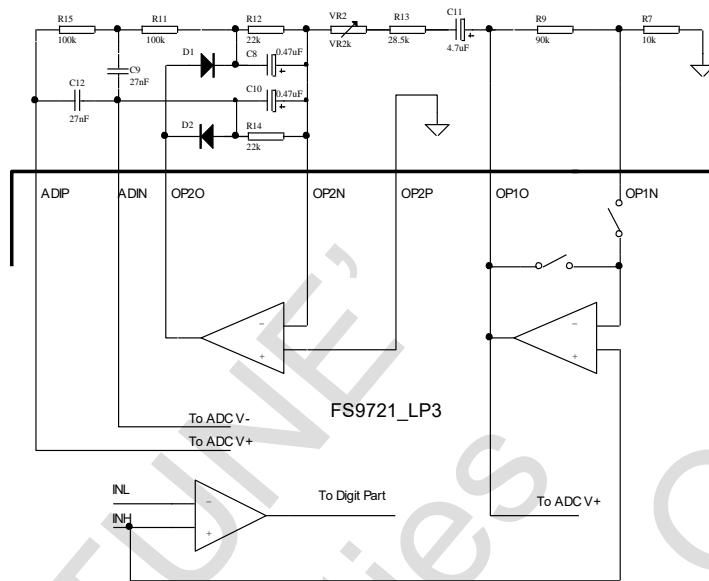 R15
100k
R11
100k
R12
22k
VR2
VR2k
R13
28.5k
C11
4.7uF
R9
90k
R7
10k
D1
C8
0.47uF
C9
27nF
C12
27nF
C10
0.47uF
D2
R14
22k
ADIP
ADIN
OP2O
OP2N
OP2P
OP1O
OP1N
−
+
−
+
FS9721_LP3
To ADC V-
To ADC V+
INL
INH
−
+
To Digit Part
To ADC V+
TUNE'
ies